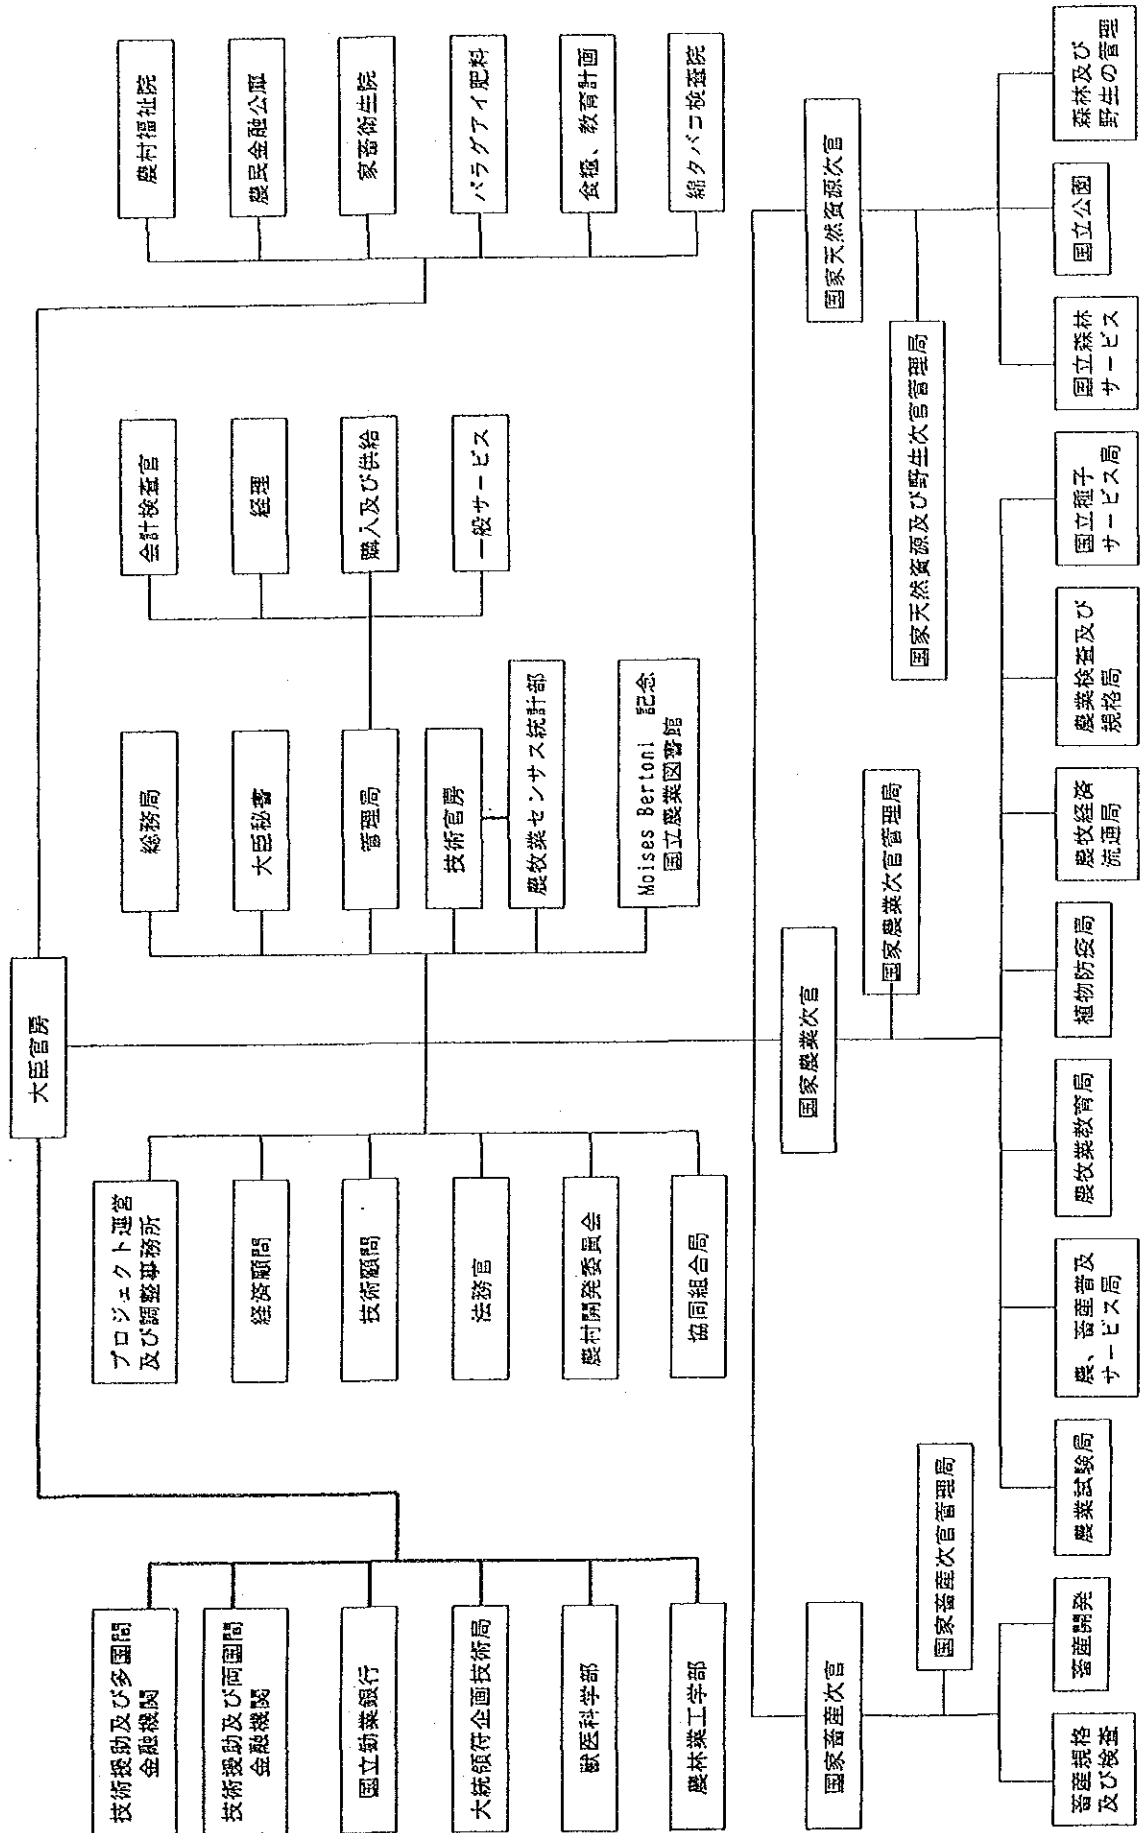 大臣官房
技術援助及び多国間
金融機関
技術援助及び両国間
金融機関
国立勧業銀行
大統領符企画技術局
獣医科学部
農林業工学部
プロジェクト運営
及び調整事務所
経済顧問
技術顧問
法務官
農村開発委員会
協同組合局
総務局
大臣秘書
管理局
技術官房
農牧業センサス統計部
Moises Bertoni 記念
国立農業図書館
会計検査官
経理
購入及び供給
一般サービス
農村福祉院
農民金融公庫
家畜衛生院
パラグアイ肥料
食糧、教育計画
綿タバコ検査院
国家畜産次官
国家農業次官
国家天然資源次官
国家畜産次官管理局
国家農業次官管理局
国家天然資源及び野生次官管理局
畜産規格
及び検査
畜産開発
農業試験局
農、畜産普及
サービス局
農牧業教育局
植物防疫局
農牧経済
流通局
農業検査及び
規格局
国立種子
サービス局
国立森林
サービス
国立公園
森林及び
野生の管理